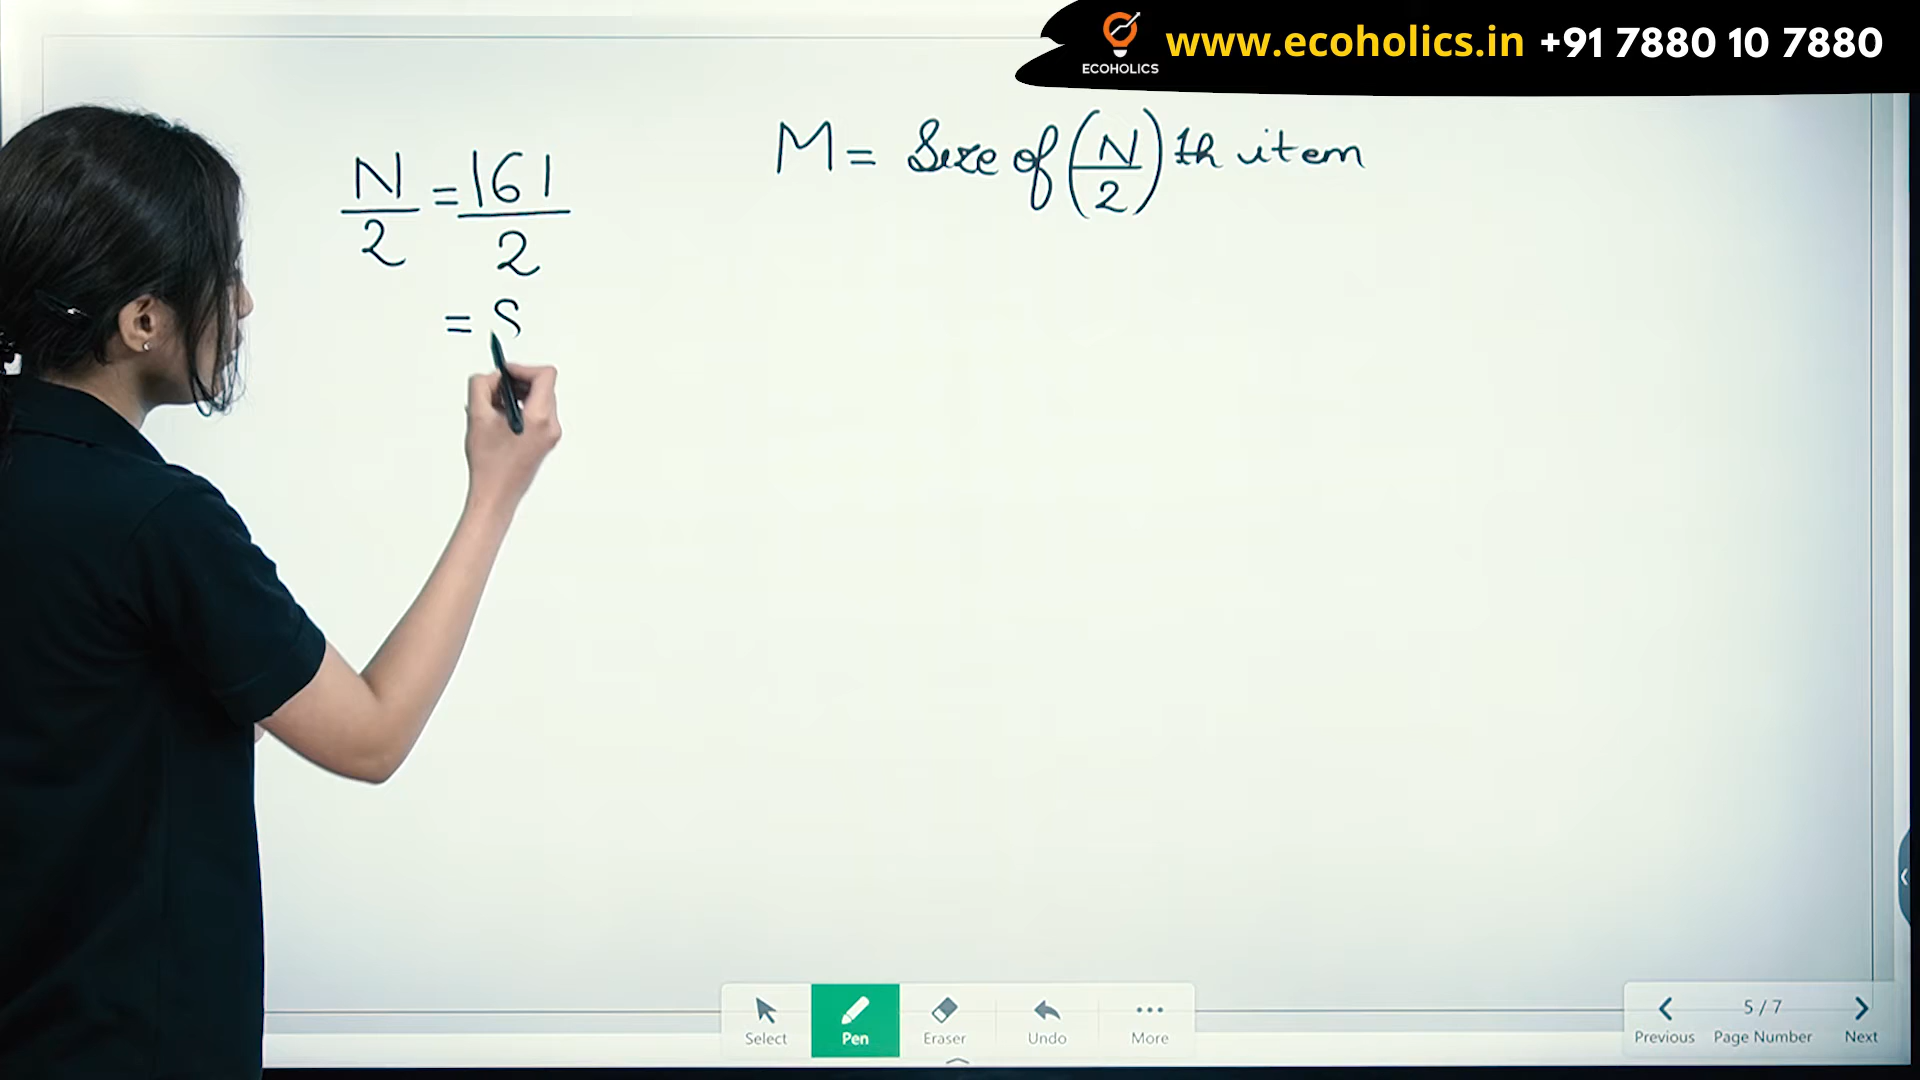 ECOHOLICS
www.ecoholics.in +91 7880 10 7880
M = Size of (N/2) th item
N/2 = 161/2
=
Select
Pen
Eraser
Undo
More
Previous
5 / 7
Page Number
Next